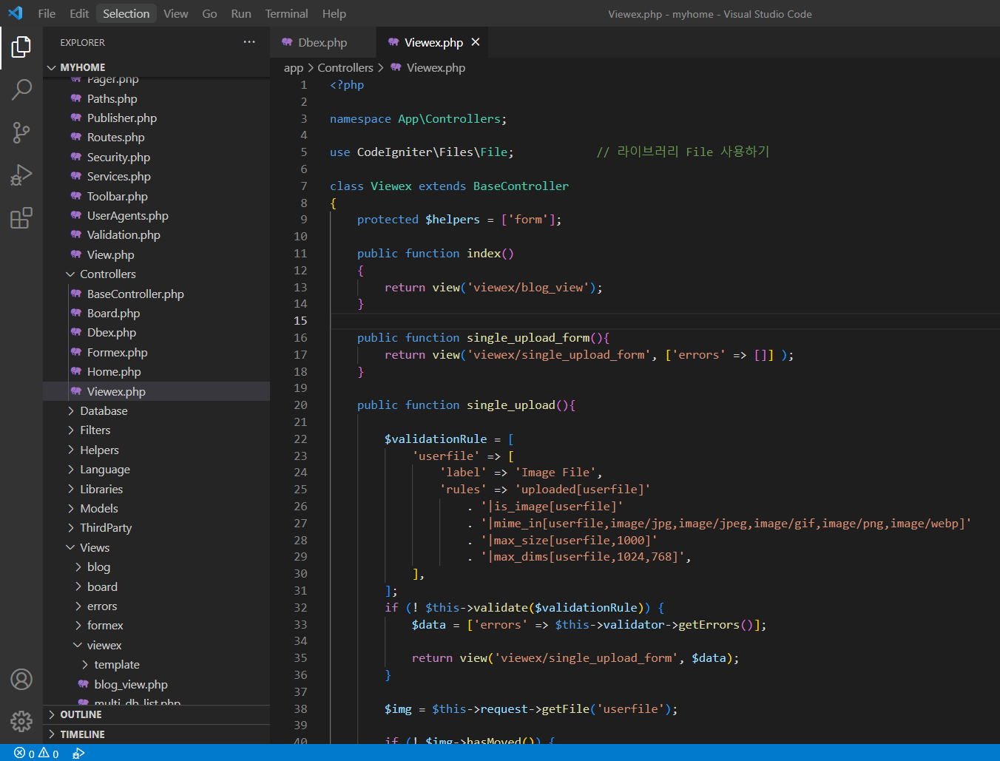 File Edit Selection View Go Run Terminal Help
Viewex.php - myhome - Visual Studio Code
EXPLORER
MYHOME
Pager.php
Paths.php
Publisher.php
Routes.php
Security.php
Services.php
Toolbar.php
UserAgents.php
Validation.php
View.php
Controllers
BaseController.php
Board.php
Dbex.php
Formex.php
Home.php
Viewex.php
Database
Filters
Helpers
Language
Libraries
Models
ThirdParty
Views
blog
board
errors
formex
viewex
template
blog_view.php
multi_db_list.php
OUTLINE
TIMELINE
Dbex.php
Viewex.php
app > Controllers > Viewex.php
1 <?php
2
3 namespace App\Controllers;
4
5 use CodeIgniter\Files\File; // 라이브러리 File 사용하기
6
7 class Viewex extends BaseController
8 {
9 protected $helpers = ['form'];
10
11 public function index()
12 {
13 return view('viewex/blog_view');
14 }
15
16 public function single_upload_form(){
17 return view('viewex/single_upload_form', ['errors' => []] );
18 }
19
20 public function single_upload(){
21
22 $validationRule = [
23 'userfile' => [
24 'label' => 'Image File',
25 'rules' => 'uploaded[userfile]'
26 . '|is_image[userfile]'
27 . '|mime_in[userfile,image/jpg,image/jpeg,image/gif,image/png,image/webp]'
28 . '|max_size[userfile,1000]'
29 . '|max_dims[userfile,1024,768]',
30 ],
31 ];
32 if (! $this->validate($validationRule)) {
33 $data = ['errors' => $this->validator->getErrors()];
34
35 return view('viewex/single_upload_form', $data);
36 }
37
38 $img = $this->request->getFile('userfile');
39
40 if (! $img->hasMoved()) {
0 0